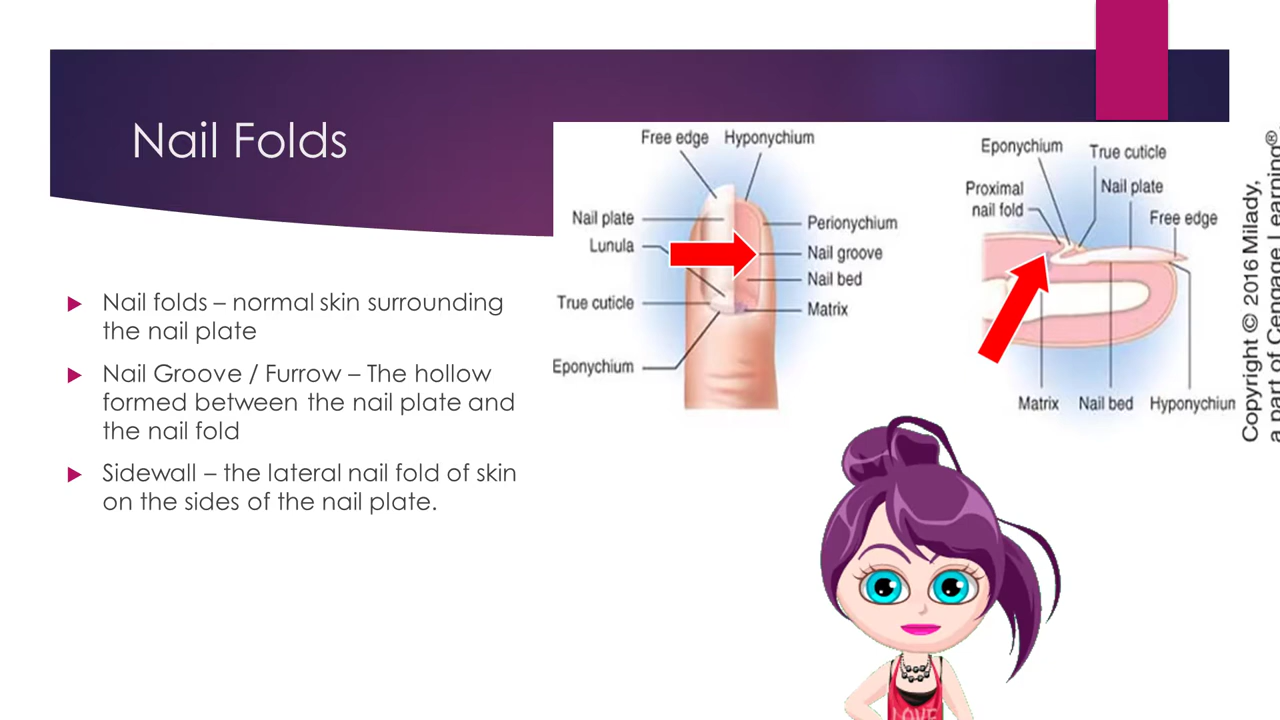 Nail Folds
Nail folds – normal skin surrounding
the nail plate
Nail Groove / Furrow – The hollow
formed between the nail plate and
the nail fold
Sidewall – the lateral nail fold of skin
on the sides of the nail plate.
Free edge
Hyponychium
Nail plate
Lunula
True cuticle
Eponychium
Perionychium
Nail groove
Nail bed
Matrix
Eponychium
True cuticle
Proximal
nail fold
Nail plate
Free edge
Matrix
Nail bed
Hyponychiun
Copyright © 2016 Milady,
a part of Cengage Learning®
LOVE